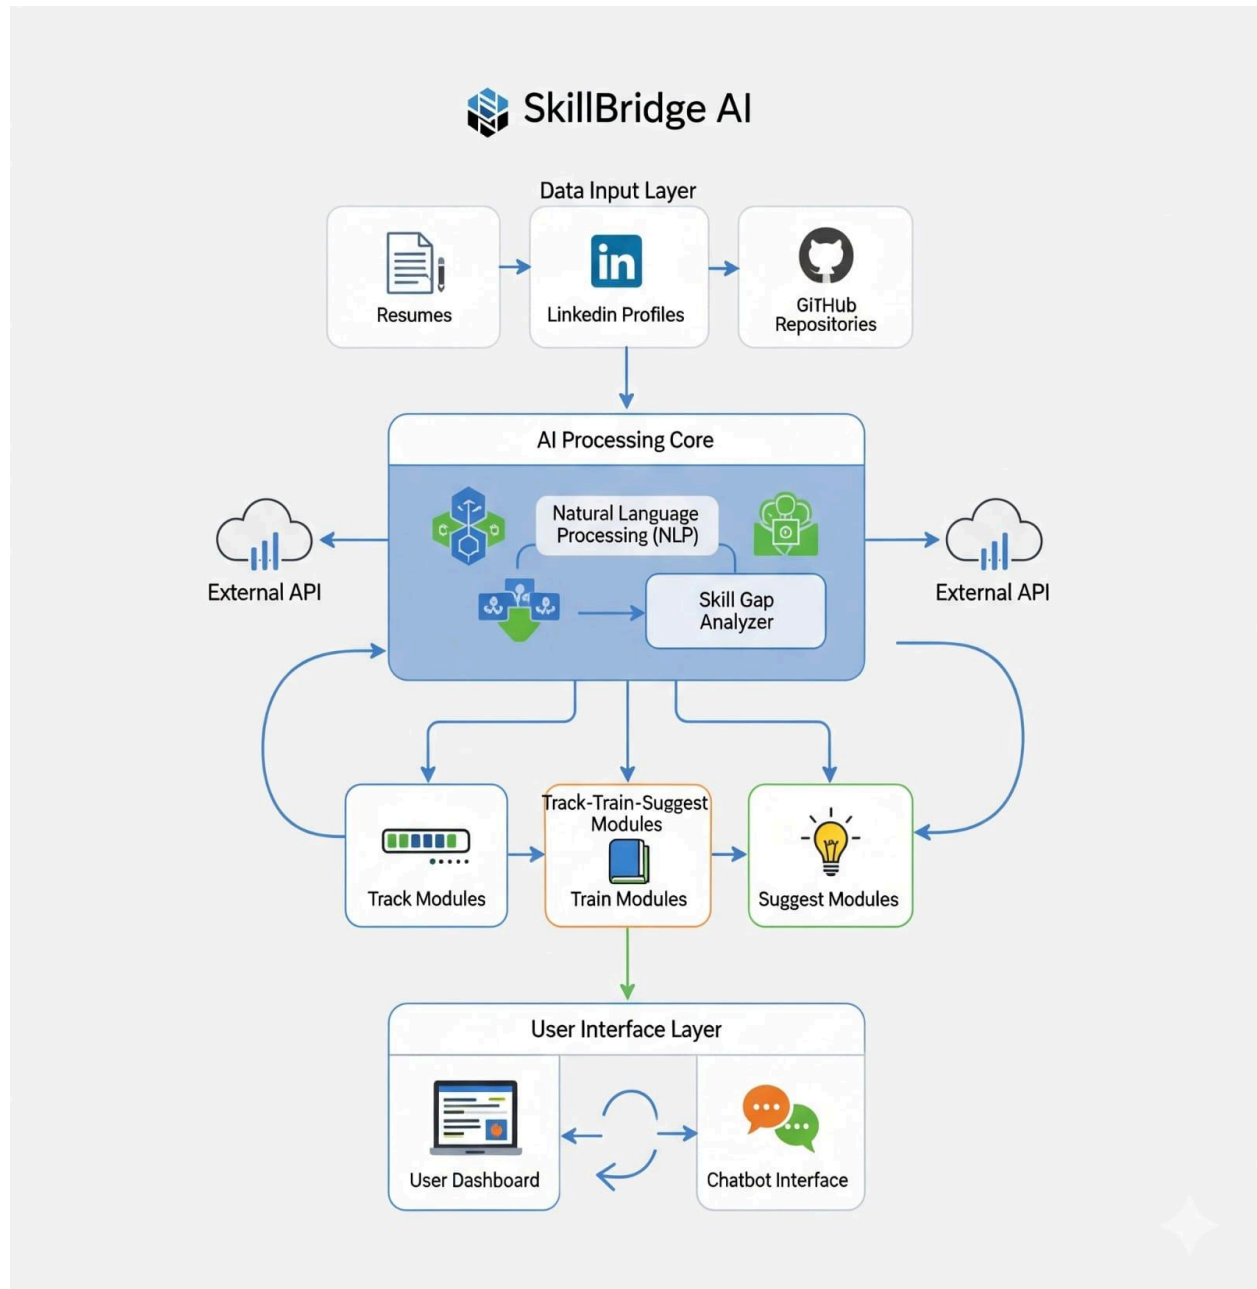 SkillBridge AI
Data Input Layer
Resumes
Linkedin Profiles
GiTHub
Repositories
AI Processing Core
Natural Language
Processing (NLP)
Skill Gap
Analyzer
External API
External API
Track-Train-Suggest
Modules
Track Modules
Train Modules
Suggest Modules
User Interface Layer
User Dashboard
Chatbot Interface